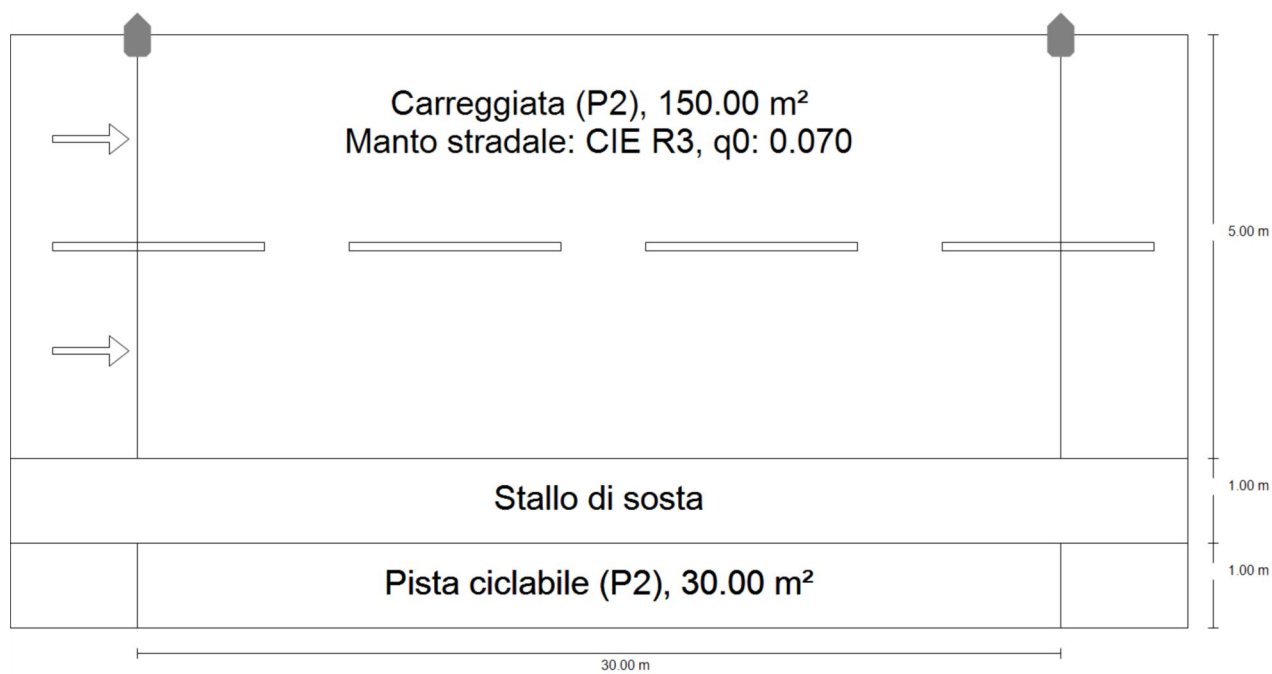 Carreggiata (P2), 150.00 m²
Manto stradale: CIE R3, q0: 0.070
5.00 m
Stallo di sosta
1.00 m
Pista ciclabile (P2), 30.00 m²
1.00 m
30.00 m